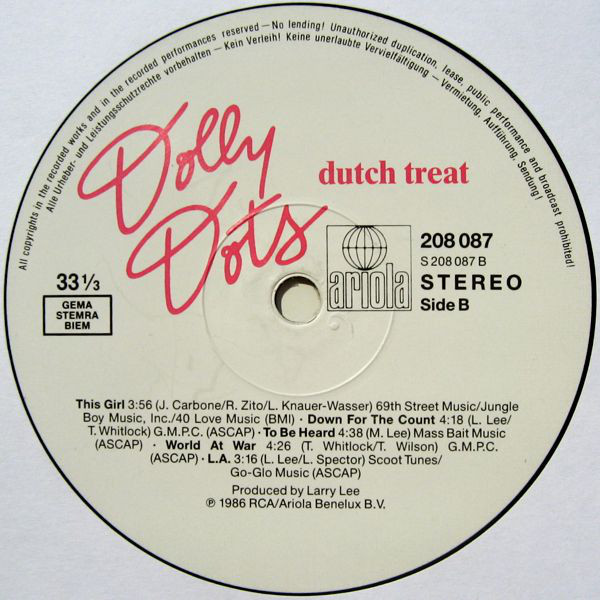 All copyrights in the recorded works and in the recorded performances reserved — No lending! Unauthorized duplication, lease, public performance and broadcast prohibited!
Alle Urheber- und Leistungsschutzrechte vorbehalten — Kein Verleih! Keine unerlaubte Vervielfältigung — Vermietung, Aufführung, Sendung!
Dolly
Dots
dutch treat
208 087
S 208 087 B
STEREO
Side B
ariola
33 1/3
GEMA
STEMRA
BIEM
This Girl 3:56 (J. Carbone/R. Zito/L. Knauer-Wasser) 69th Street Music/Jungle
Boy Music, Inc./40 Love Music (BMI) · Down For The Count 4:18 (L. Lee/
T. Whitlock) G.M.P.C. (ASCAP) · To Be Heard 4:38 (M. Lee) Mass Bait Music
(ASCAP) · World At War 4:26 (T. Whitlock/T. Wilson) G.M.P.C.
(ASCAP) · L.A. 3:16 (L. Lee/L. Spector) Scoot Tunes/
Go-Glo Music (ASCAP)
Produced by Larry Lee
℗ 1986 RCA/Ariola Benelux B.V.